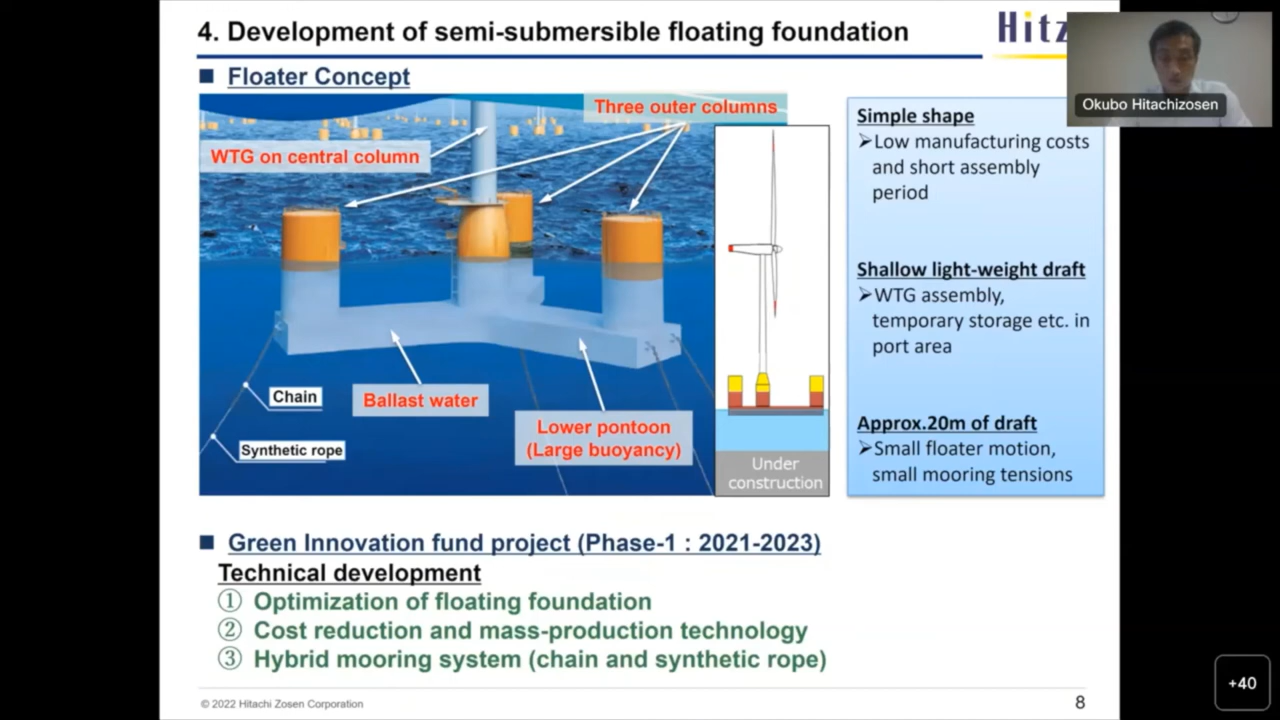 4. Development of semi-submersible floating foundation
Hitz
Okubo Hitachizosen
■ Floater Concept
Three outer columns
WTG on central column
Chain
Synthetic rope
Ballast water
Lower pontoon
(Large buoyancy)
Under
construction
Simple shape
➢Low manufacturing costs
and short assembly
period
Shallow light-weight draft
➢WTG assembly,
temporary storage etc. in
port area
Approx.20m of draft
➢Small floater motion,
small mooring tensions
■ Green Innovation fund project (Phase-1 : 2021-2023)
Technical development
① Optimization of floating foundation
② Cost reduction and mass-production technology
③ Hybrid mooring system (chain and synthetic rope)
© 2022 Hitachi Zosen Corporation
8
+40